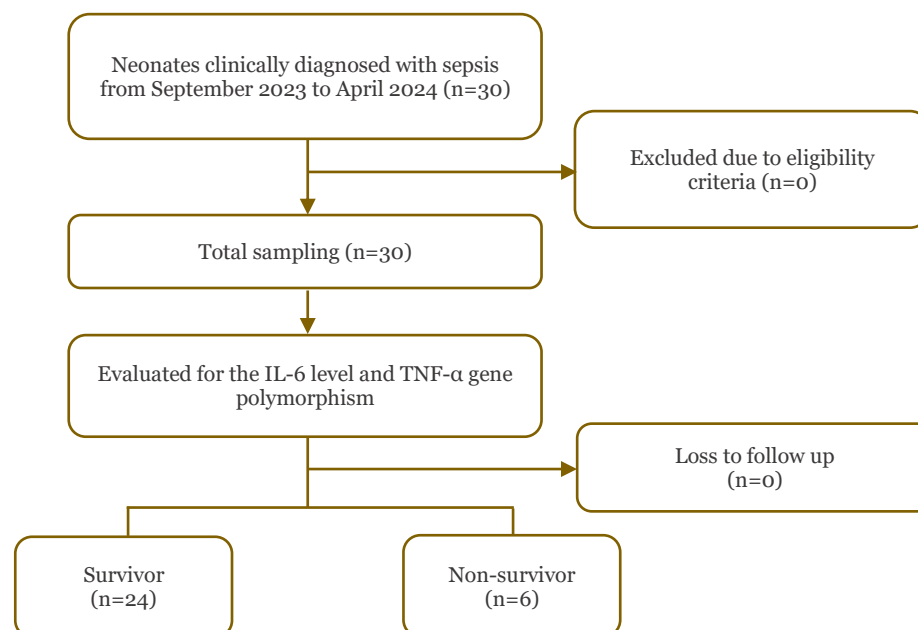 Neonates clinically diagnosed with sepsis
from September 2023 to April 2024 (n=30)
Excluded due to eligibility
criteria (n=0)
Total sampling (n=30)
Evaluated for the IL-6 level and TNF-α gene
polymorphism
Loss to follow up
(n=0)
Survivor
(n=24)
Non-survivor
(n=6)